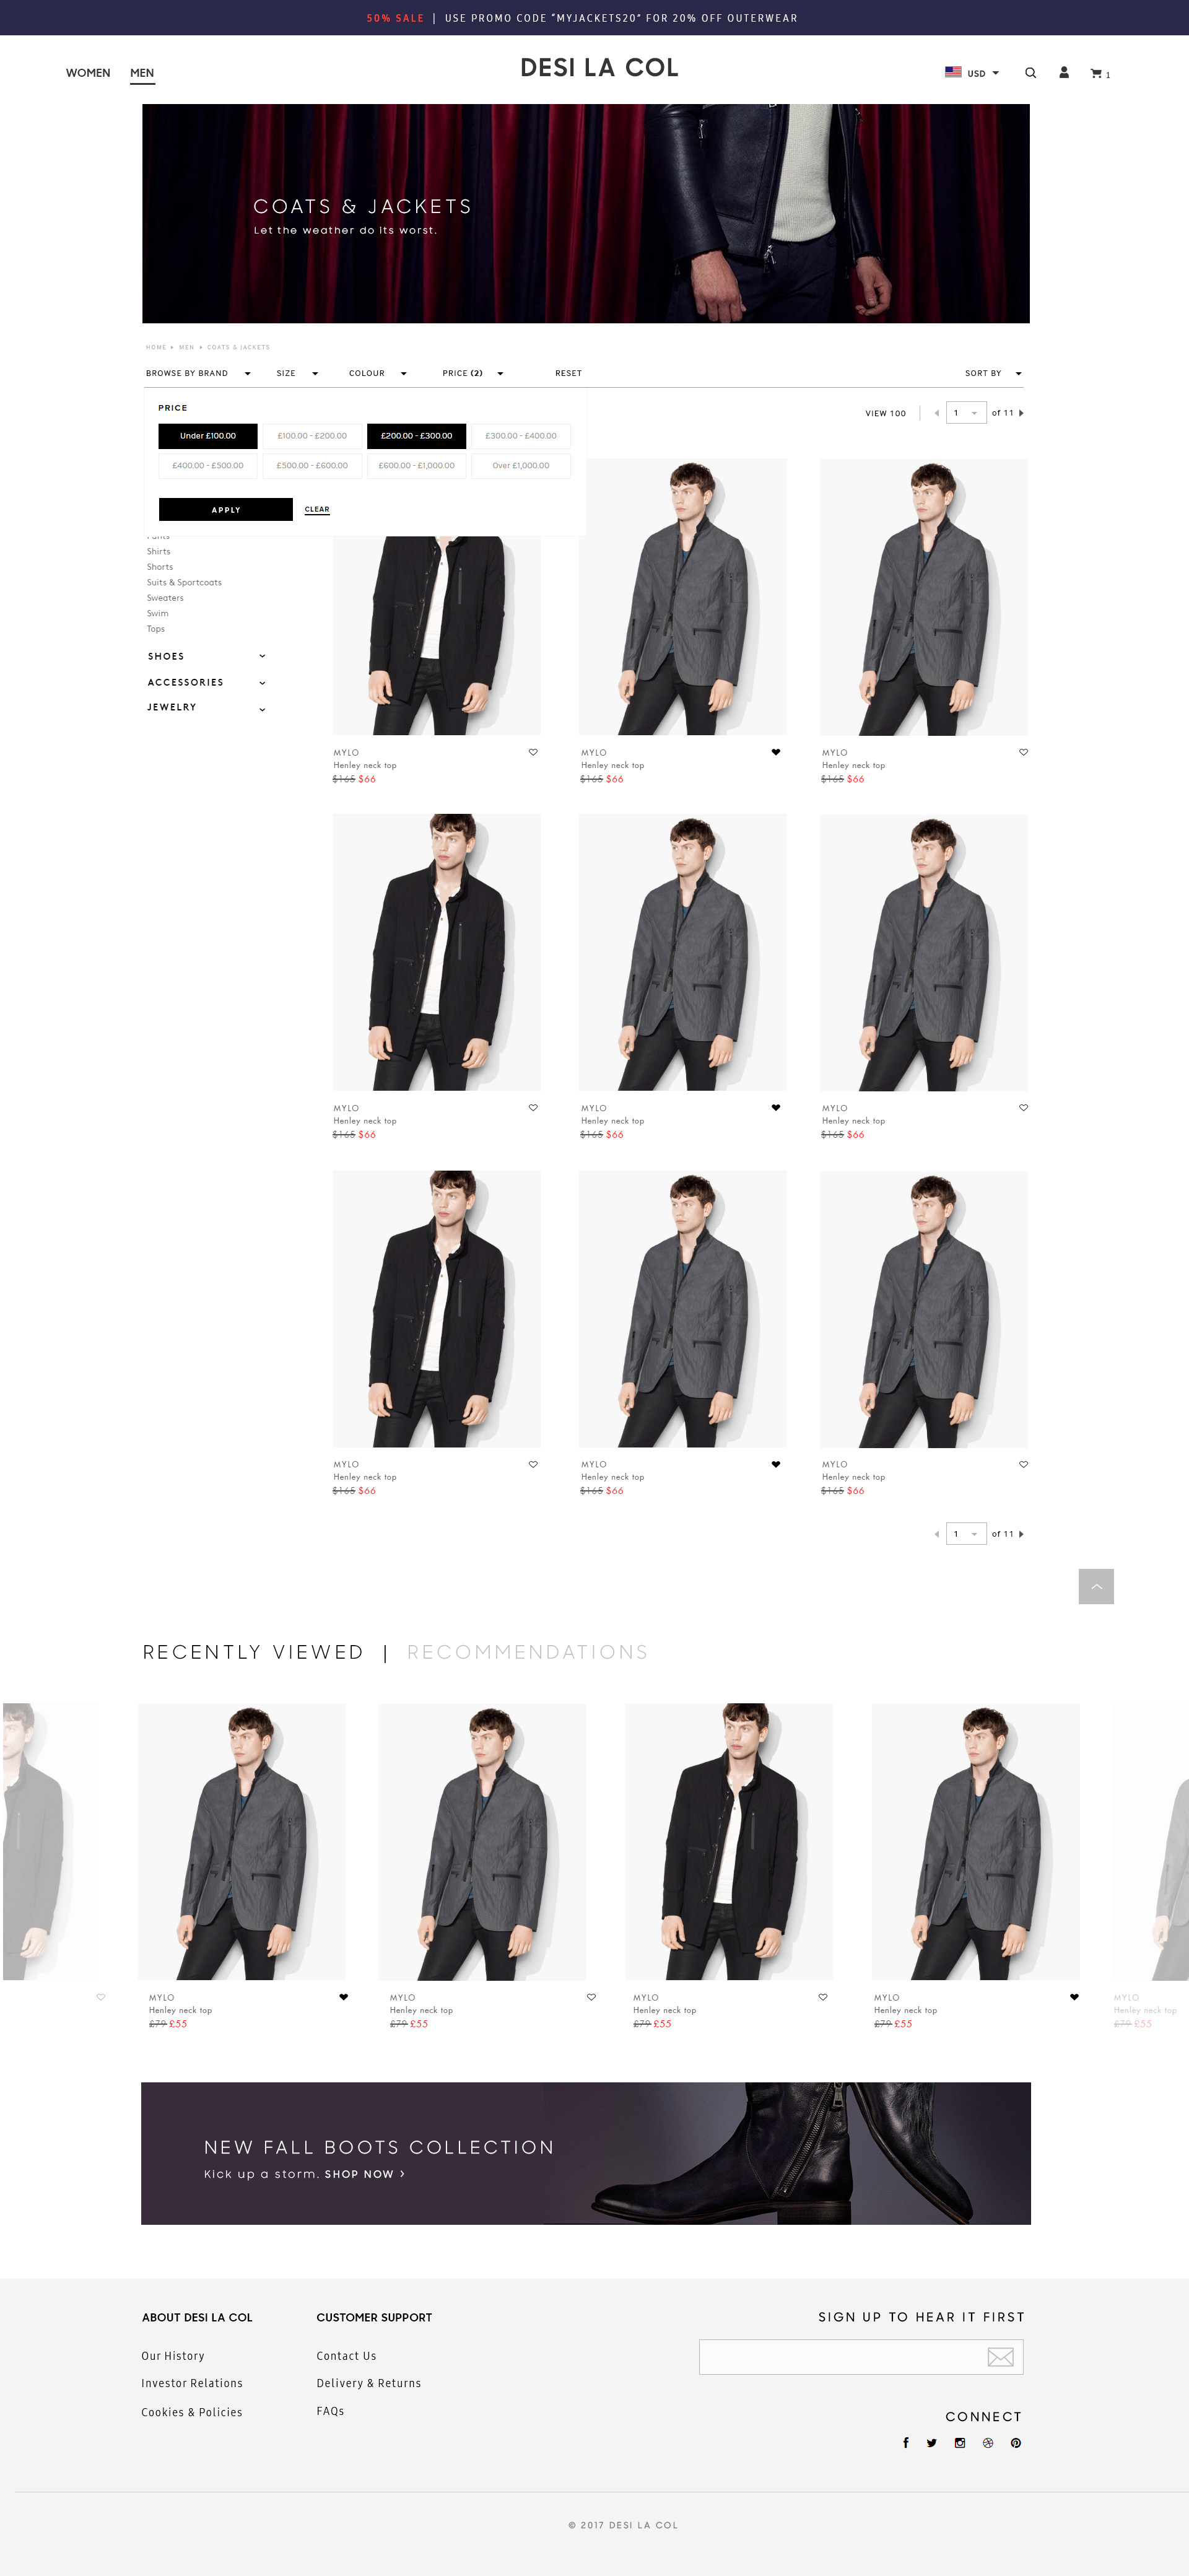 50% SALE | USE PROMO CODE "MYJACKETS20" FOR 20% OFF OUTERWEAR
WOMEN MEN
DESI LA COL
USD 1
COATS & JACKETS
Let the weather do its worst.
HOME MEN COATS & JACKETS
BROWSE BY BRAND SIZE COLOUR PRICE (2) RESET SORT BY
PRICE
VIEW 100 1 of 11
Under £100.00 £100.00 - £200.00 £200.00 - £300.00 £300.00 - £400.00
£400.00 - £500.00 £500.00 - £600.00 £600.00 - £1,000.00 Over £1,000.00
APPLY CLEAR
Pants
Shirts
Shorts
Suits & Sportcoats
Sweaters
Swim
Tops
SHOES
ACCESSORIES
JEWELRY
MYLO MYLO MYLO
Henley neck top Henley neck top Henley neck top
$165 $66 $165 $66 $165 $66
MYLO MYLO MYLO
Henley neck top Henley neck top Henley neck top
$165 $66 $165 $66 $165 $66
MYLO MYLO MYLO
Henley neck top Henley neck top Henley neck top
$165 $66 $165 $66 $165 $66
1 of 11
RECENTLY VIEWED | RECOMMENDATIONS
MYLO MYLO MYLO MYLO MYLO
Henley neck top Henley neck top Henley neck top Henley neck top Henley neck top
£79 £55 £79 £55 £79 £55 £79 £55 £79 £55
NEW FALL BOOTS COLLECTION
Kick up a storm. SHOP NOW >
ABOUT DESI LA COL CUSTOMER SUPPORT SIGN UP TO HEAR IT FIRST
Our History Contact Us
Investor Relations Delivery & Returns
Cookies & Policies FAQs
CONNECT
© 2017 DESI LA COL